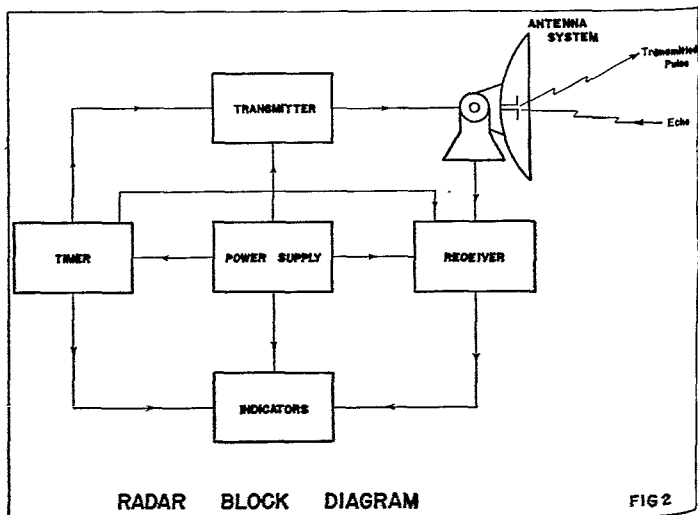 ANTENNA
SYSTEM
Transmitted
Pulse
TRANSMITTER
Echo
TIMER
POWER SUPPLY
RECEIVER
INDICATORS
RADAR BLOCK DIAGRAM
FIG 2